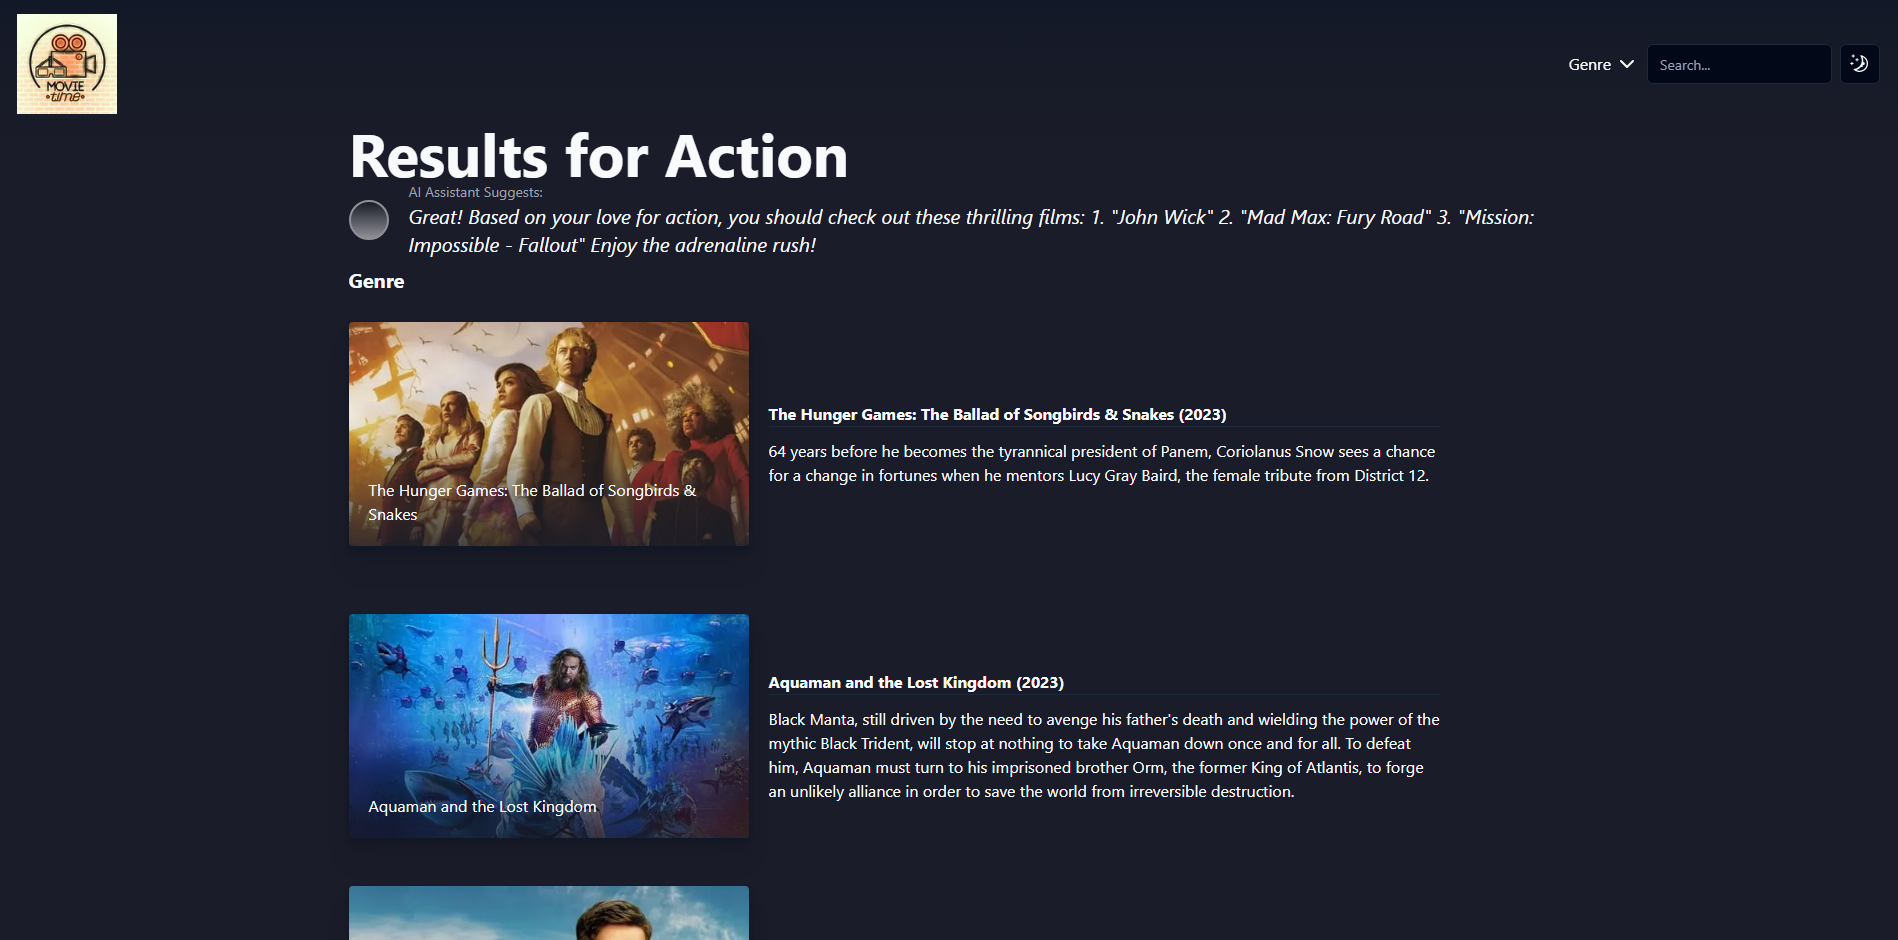 MOVIE
•time•
Genre
Search...
Results for Action
AI Assistant Suggests:
Great! Based on your love for action, you should check out these thrilling films: 1. "John Wick" 2. "Mad Max: Fury Road" 3. "Mission:
Impossible - Fallout" Enjoy the adrenaline rush!
Genre
The Hunger Games: The Ballad of Songbirds &
Snakes
The Hunger Games: The Ballad of Songbirds & Snakes (2023)
64 years before he becomes the tyrannical president of Panem, Coriolanus Snow sees a chance
for a change in fortunes when he mentors Lucy Gray Baird, the female tribute from District 12.
Aquaman and the Lost Kingdom
Aquaman and the Lost Kingdom (2023)
Black Manta, still driven by the need to avenge his father's death and wielding the power of the
mythic Black Trident, will stop at nothing to take Aquaman down once and for all. To defeat
him, Aquaman must turn to his imprisoned brother Orm, the former King of Atlantis, to forge
an unlikely alliance in order to save the world from irreversible destruction.